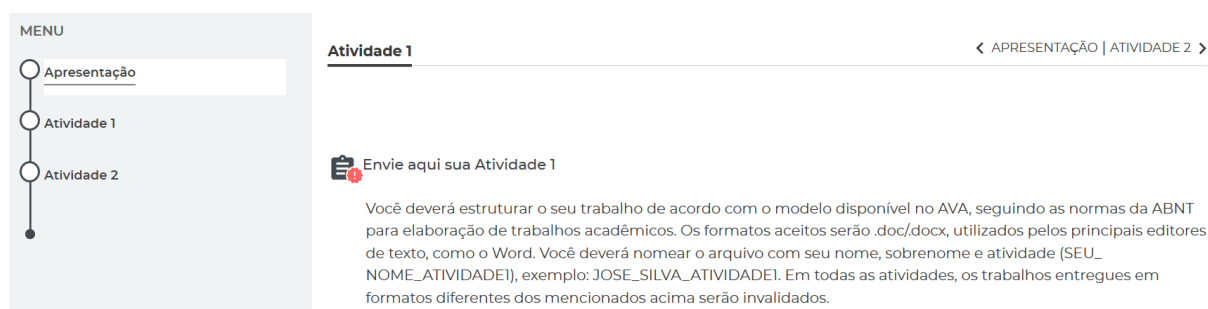 MENU
Apresentação
Atividade 1
Atividade 2
Atividade 1
APRESENTAÇÃO | ATIVIDADE 2
Envie aqui sua Atividade 1
Você deverá estruturar o seu trabalho de acordo com o modelo disponível no AVA, seguindo as normas da ABNT
para elaboração de trabalhos acadêmicos. Os formatos aceitos serão .doc/.docx, utilizados pelos principais editores
de texto, como o Word. Você deverá nomear o arquivo com seu nome, sobrenome e atividade (SEU_
NOME_ATIVIDADE1), exemplo: JOSE_SILVA_ATIVIDADE1. Em todas as atividades, os trabalhos entregues em
formatos diferentes dos mencionados acima serão invalidados.